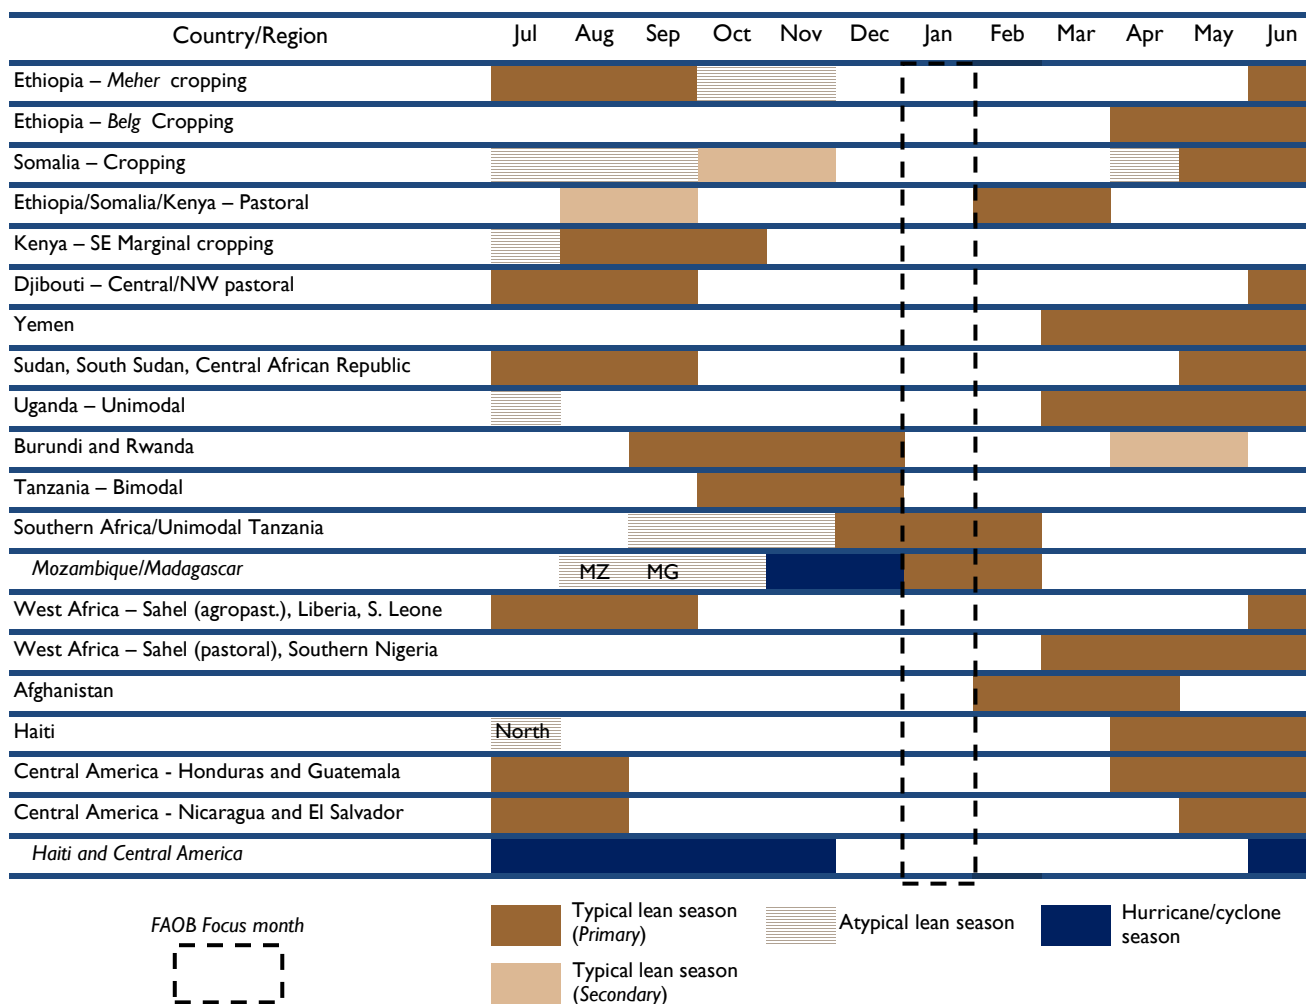 Country/Region Jul Aug Sep Oct Nov Dec Jan Feb Mar Apr May Jun
Ethiopia – Meher cropping
Ethiopia – Belg Cropping
Somalia – Cropping
Ethiopia/Somalia/Kenya – Pastoral
Kenya – SE Marginal cropping
Djibouti – Central/NW pastoral
Yemen
Sudan, South Sudan, Central African Republic
Uganda – Unimodal
Burundi and Rwanda
Tanzania – Bimodal
Southern Africa/Unimodal Tanzania
Mozambique/Madagascar MZ MG
West Africa – Sahel (agropast.), Liberia, S. Leone
West Africa – Sahel (pastoral), Southern Nigeria
Afghanistan
Haiti North
Central America - Honduras and Guatemala
Central America - Nicaragua and El Salvador
Haiti and Central America
FAOB Focus month
Typical lean season
(Primary)
Typical lean season
(Secondary)
Atypical lean season
Hurricane/cyclone
season